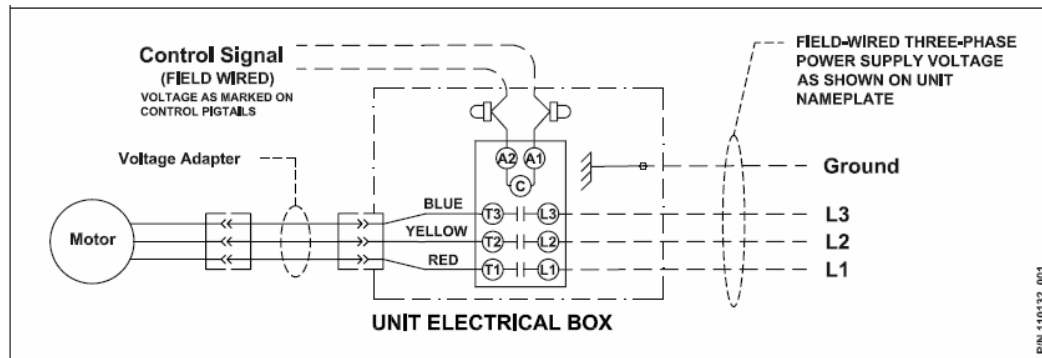 Control Signal
(FIELD WIRED)
VOLTAGE AS MARKED ON
CONTROL PIGTAILS
FIELD-WIRED THREE-PHASE
POWER SUPPLY VOLTAGE
AS SHOWN ON UNIT
NAMEPLATE
Voltage Adapter
A2 A1
C
Ground
Motor
BLUE
T3 L3
L3
YELLOW
T2 L2
L2
RED
T1 L1
L1
UNIT ELECTRICAL BOX
P/N 110132_001